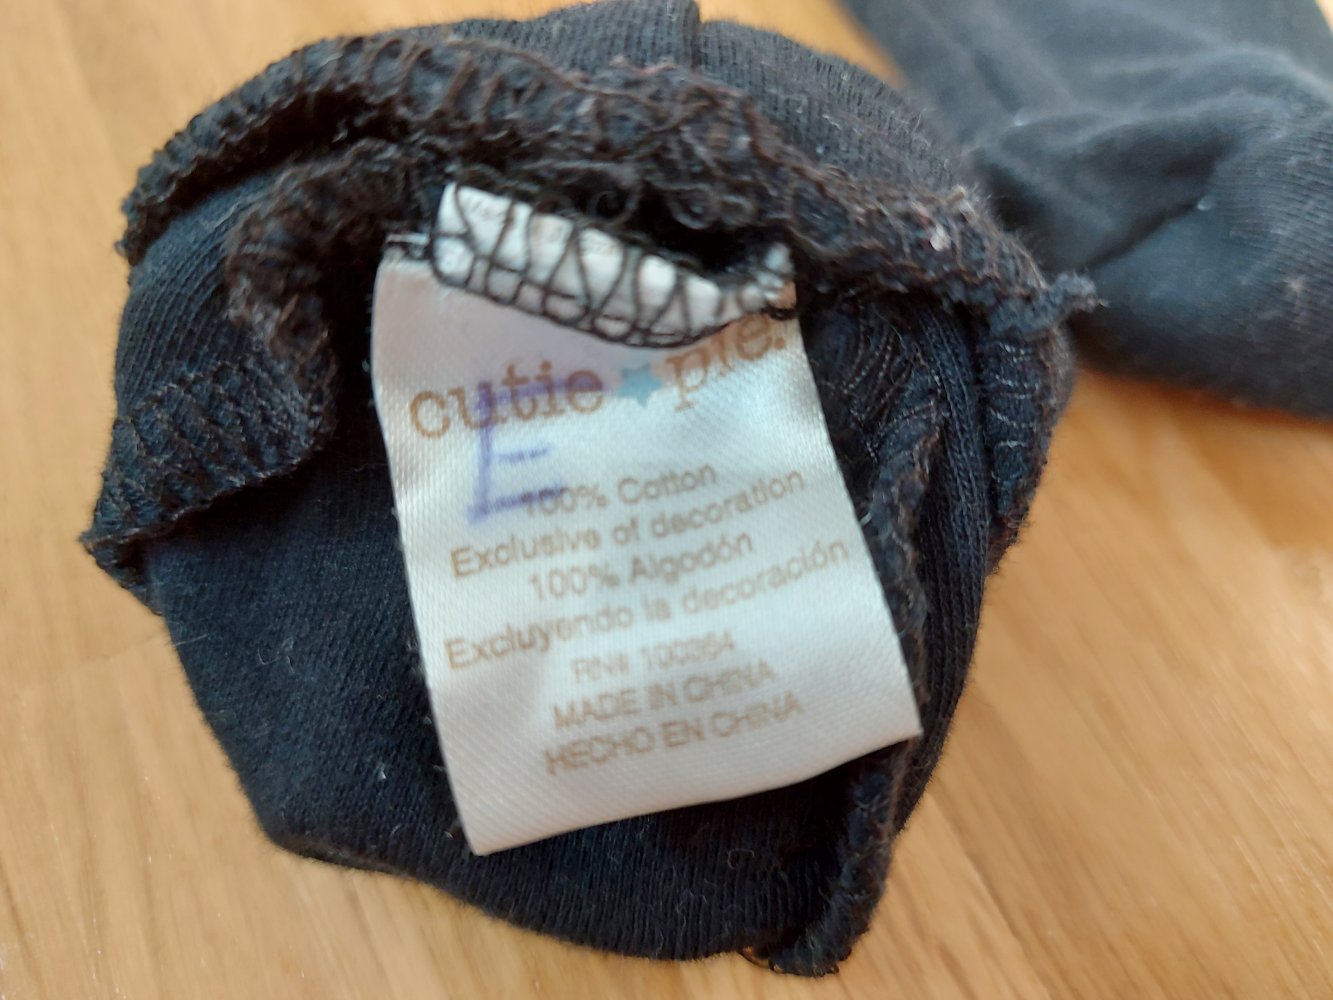 cutie pie.
E
100% Cotton
Exclusive of decoration
100% Algodón
Excluyendo la decoración
RN# 100364
MADE IN CHINA
HECHO EN CHINA